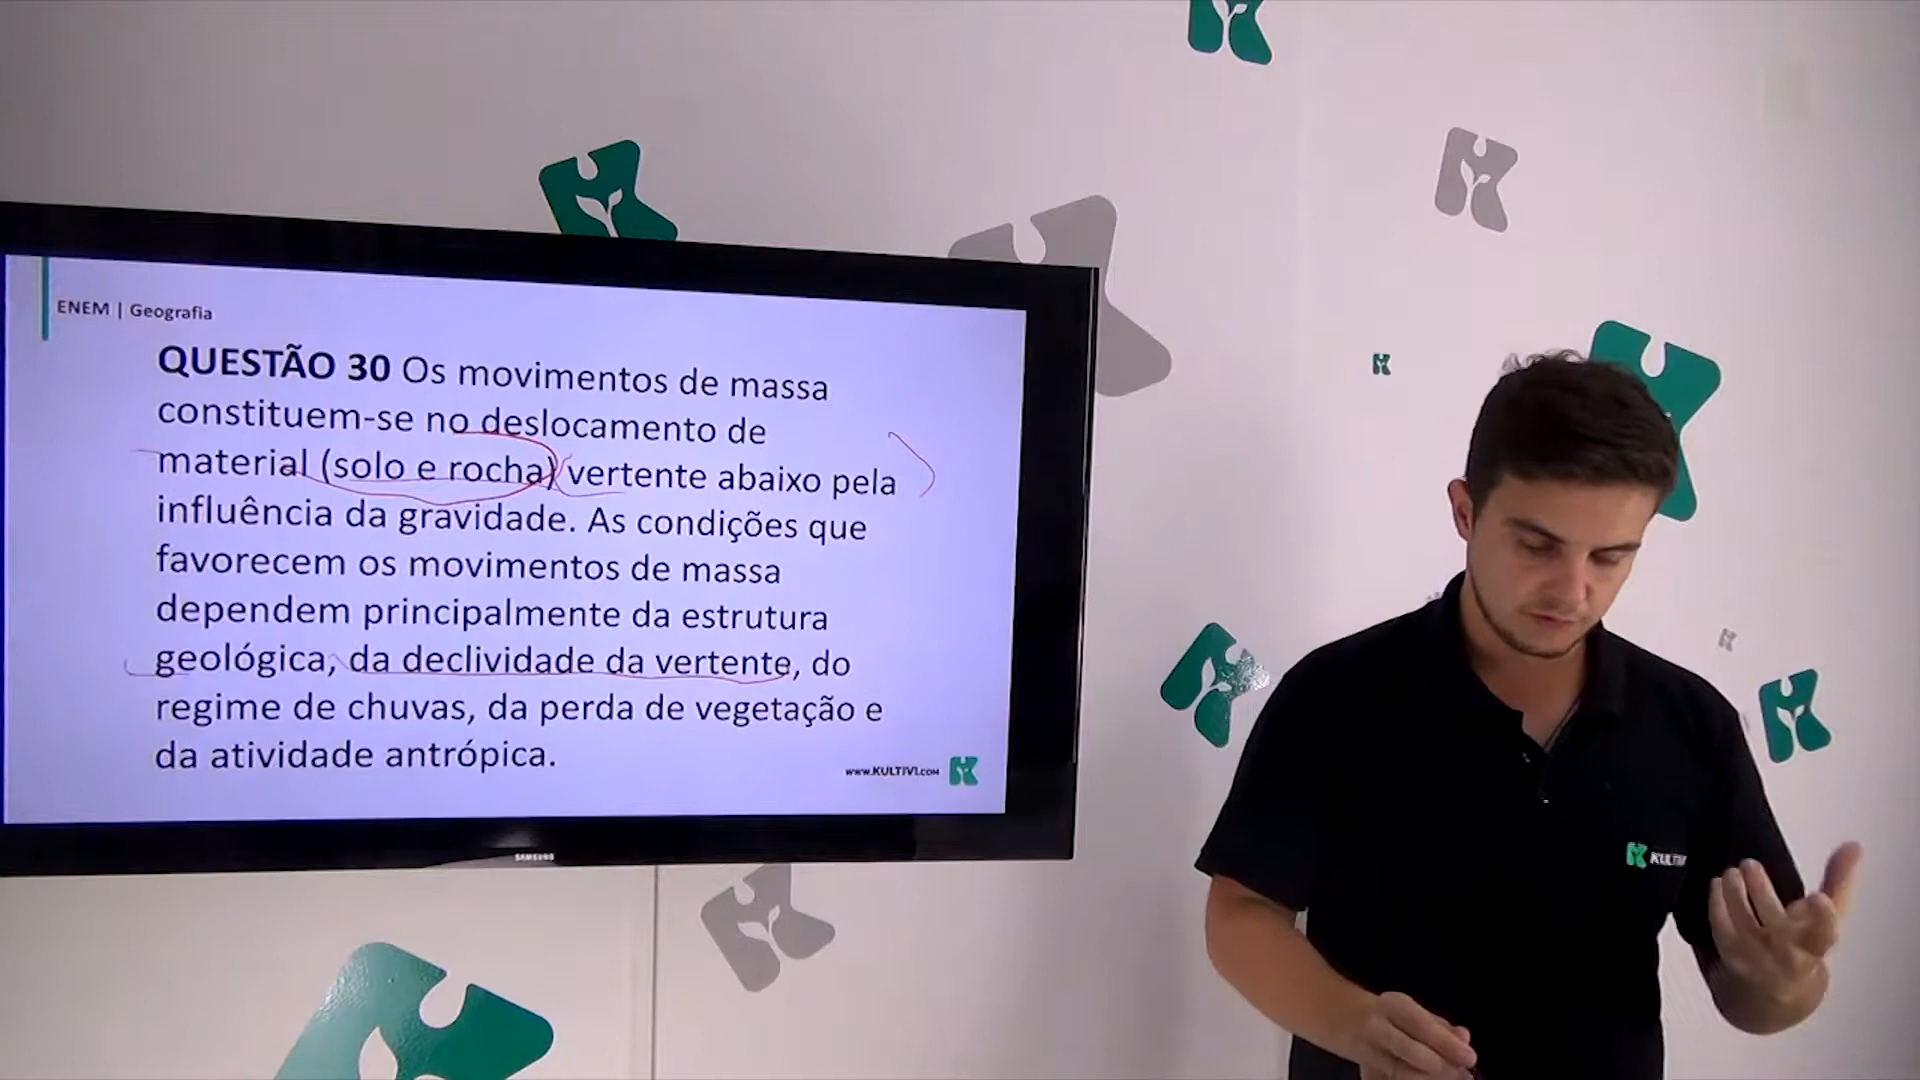 ENEM | Geografia
QUESTÃO 30 Os movimentos de massa
constituem-se no deslocamento de
material (solo e rocha) vertente abaixo pela
influência da gravidade. As condições que
favorecem os movimentos de massa
dependem principalmente da estrutura
geológica, da declividade da vertente, do
regime de chuvas, da perda de vegetação e
da atividade antrópica.
www.KULTIVI.COM
SAMSUNG
KULTIVI